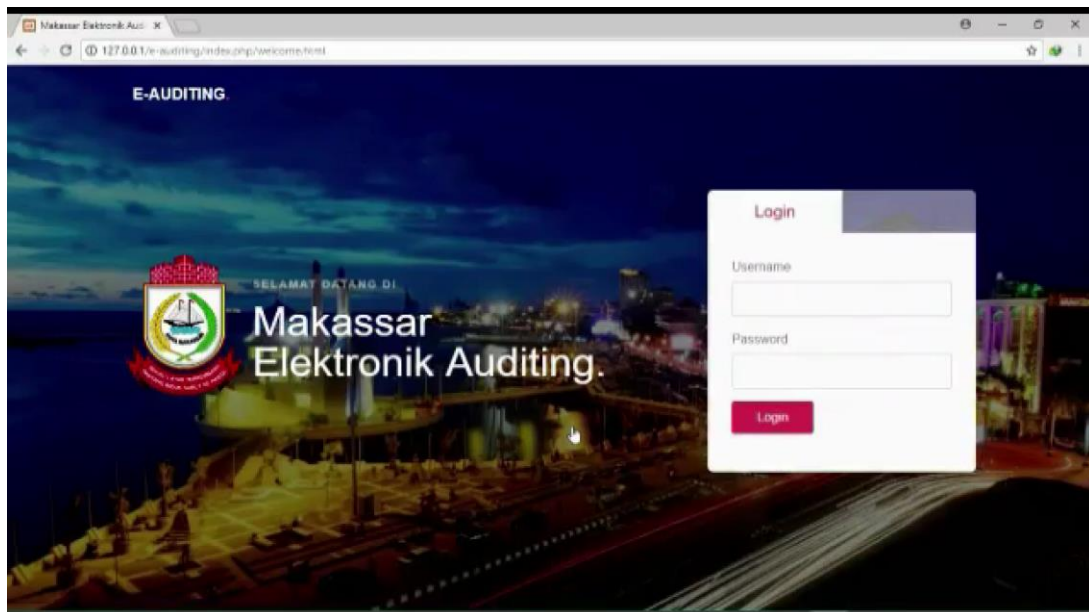 Makassar Elektronik Audi
127.0.0.1/e-auditing/index.php/welcome.html
E-AUDITING.
Login
Username
Password
Login
SELAMAT DATANG DI
Makassar
Elektronik Auditing.